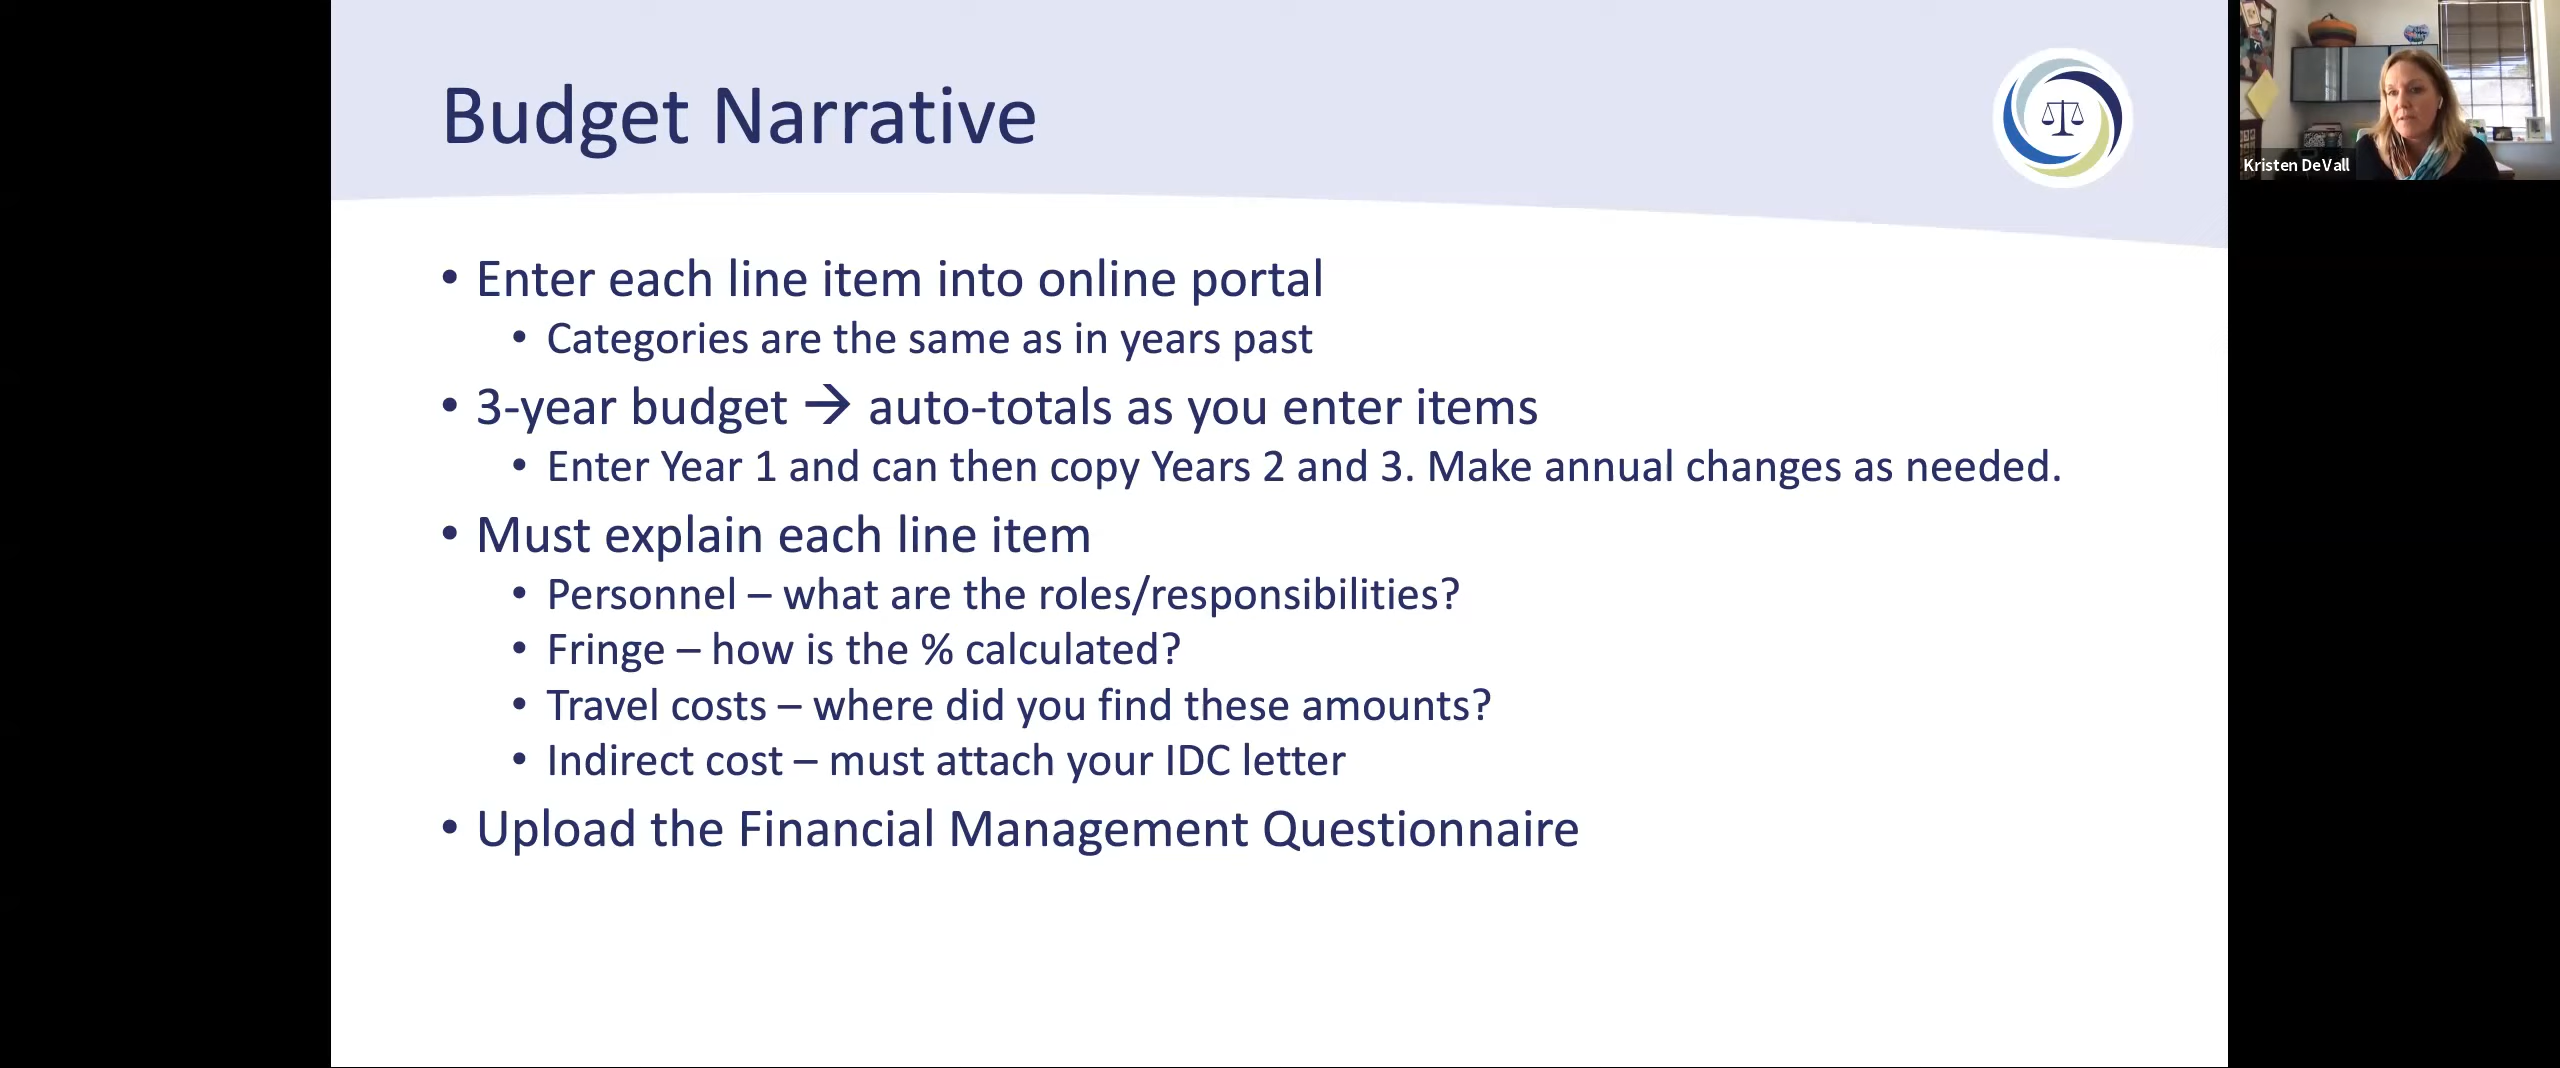 Budget Narrative
Kristen DeVall
• Enter each line item into online portal
• Categories are the same as in years past
• 3-year budget → auto-totals as you enter items
• Enter Year 1 and can then copy Years 2 and 3. Make annual changes as needed.
• Must explain each line item
• Personnel – what are the roles/responsibilities?
• Fringe – how is the % calculated?
• Travel costs – where did you find these amounts?
• Indirect cost – must attach your IDC letter
• Upload the Financial Management Questionnaire